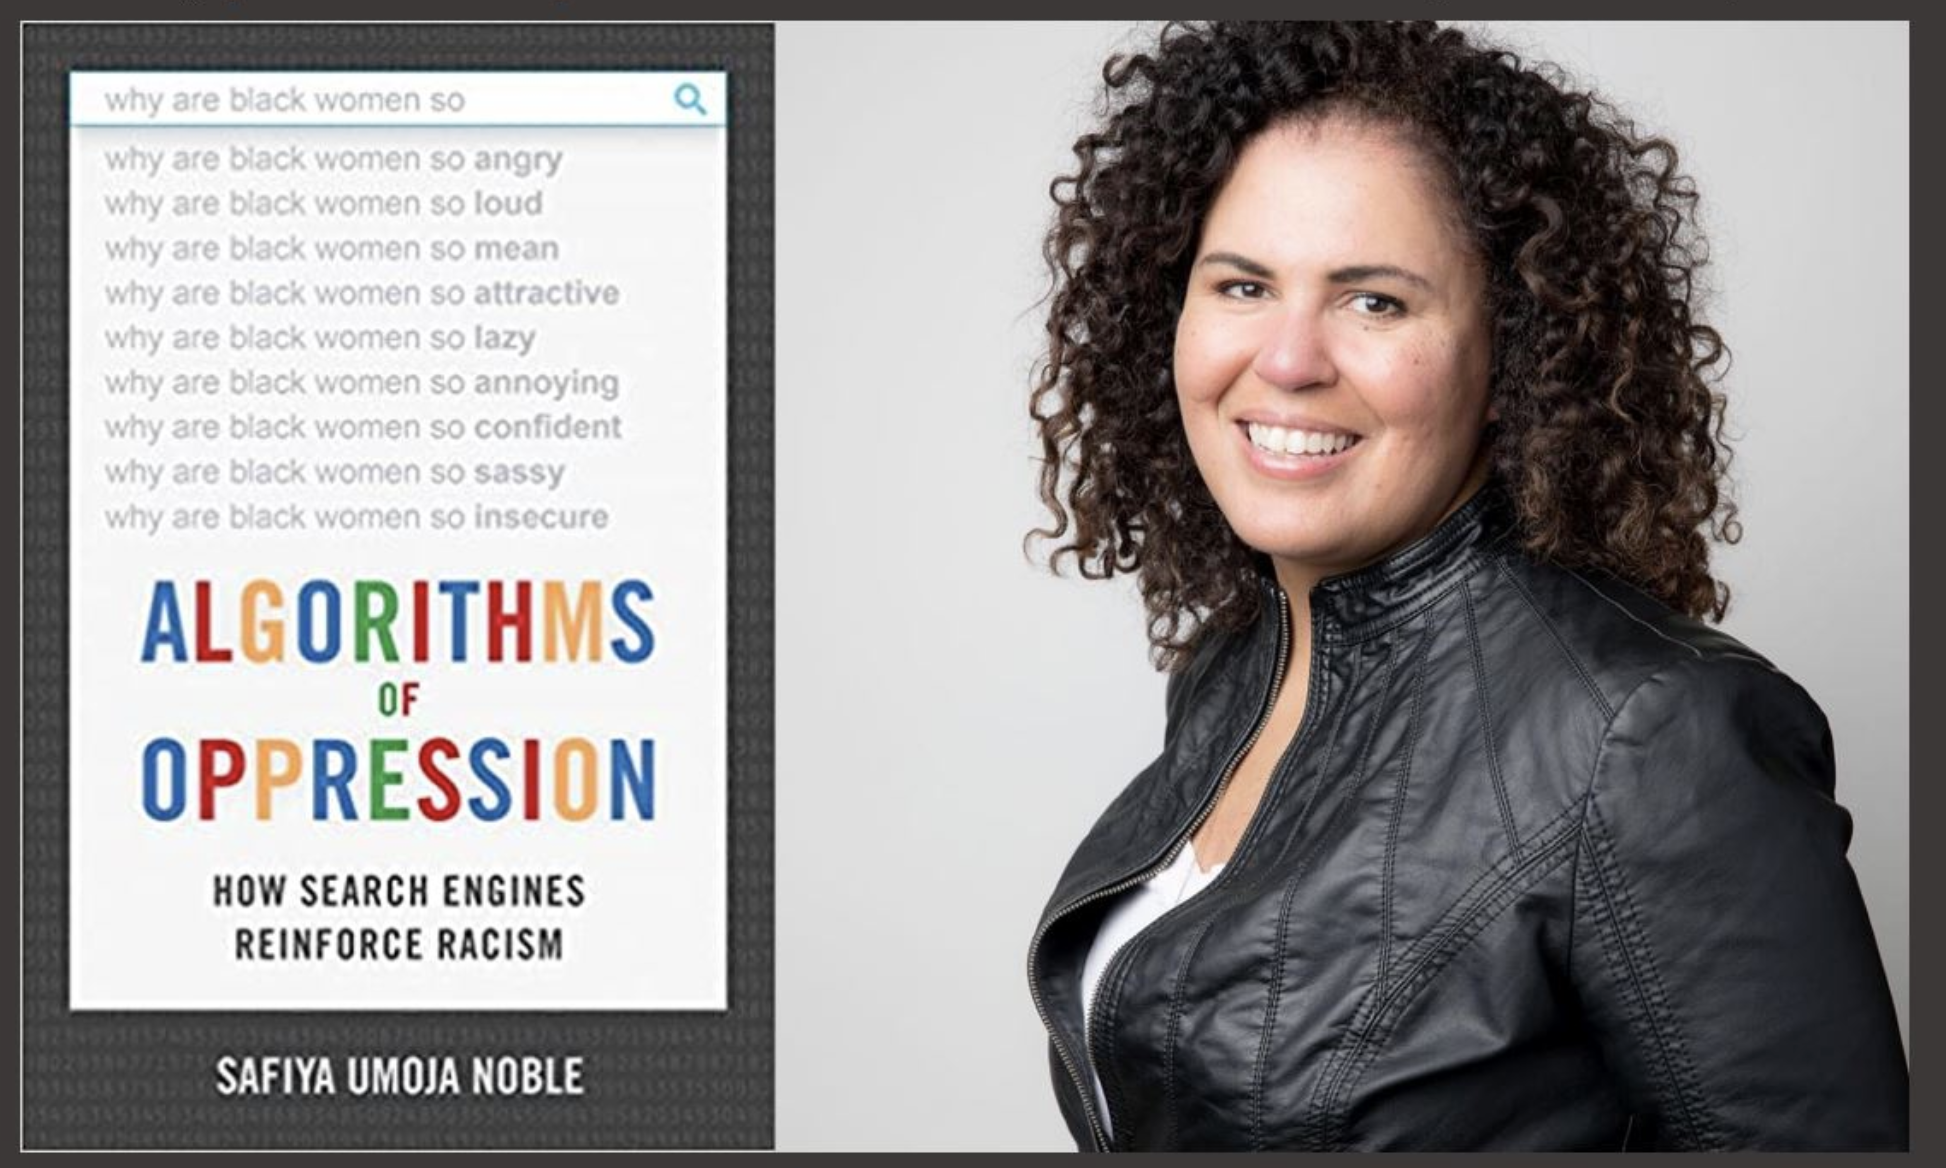 why are black women so
why are black women so angry
why are black women so loud
why are black women so mean
why are black women so attractive
why are black women so lazy
why are black women so annoying
why are black women so confident
why are black women so sassy
why are black women so insecure
ALGORITHMS
OF
OPPRESSION
HOW SEARCH ENGINES
REINFORCE RACISM
SAFIYA UMOJA NOBLE